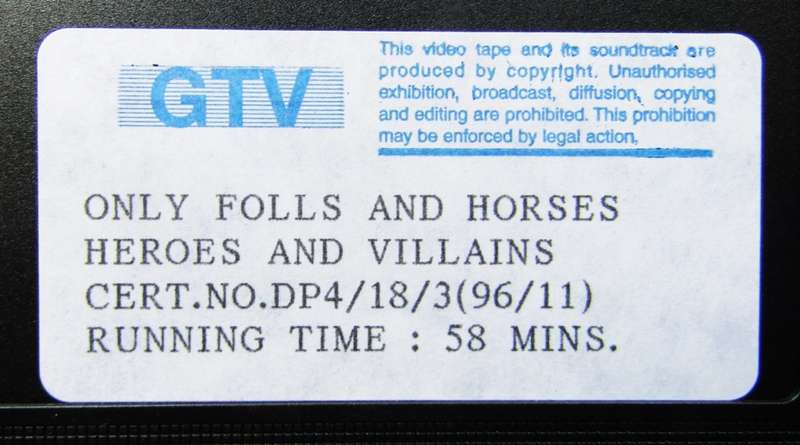 GTV
This video tape and its soundtrack are
produced by copyright. Unauthorised
exhibition, broadcast, diffusion, copying
and editing are prohibited. This prohibition
may be enforced by legal action,
ONLY FOLLS AND HORSES
HEROES AND VILLAINS
CERT.NO.DP4/18/3(96/11)
RUNNING TIME : 58 MINS.